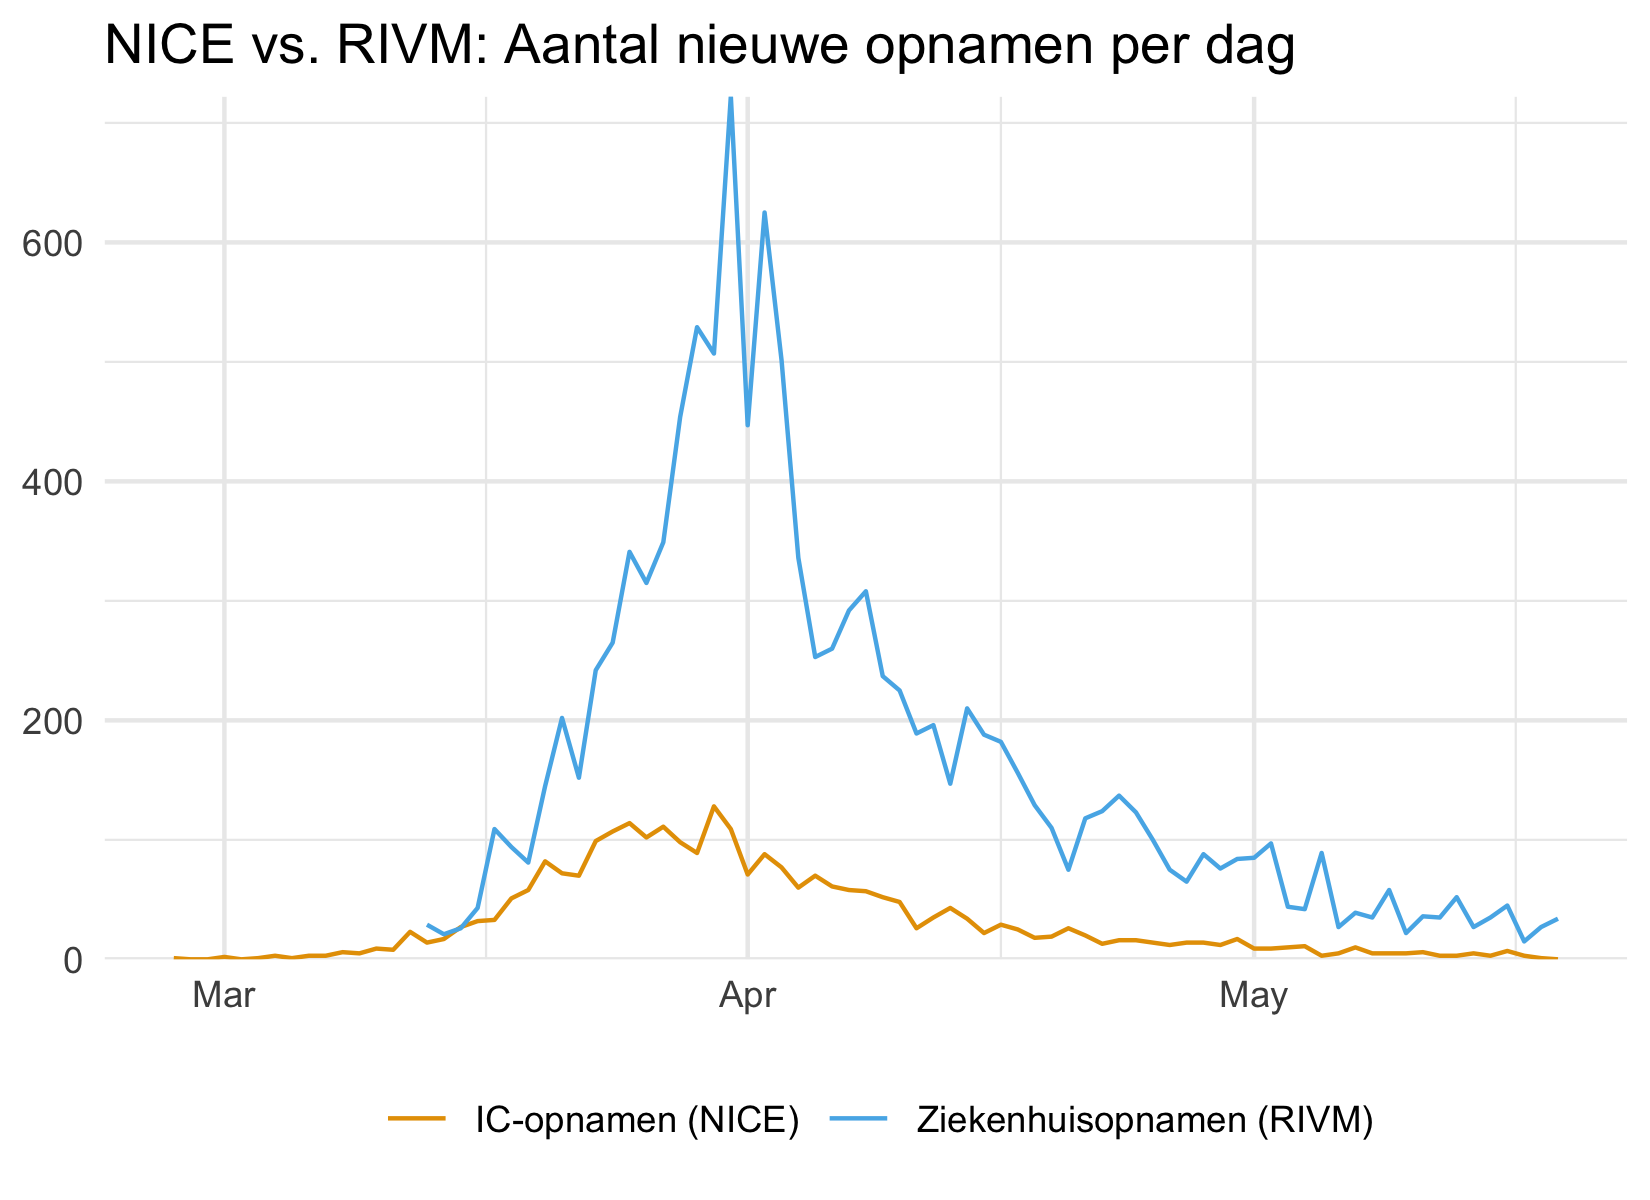 NICE vs. RIVM: Aantal nieuwe opnamen per dag
600
400
200
0
Mar Apr May
IC-opnamen (NICE) Ziekenhuisopnamen (RIVM)